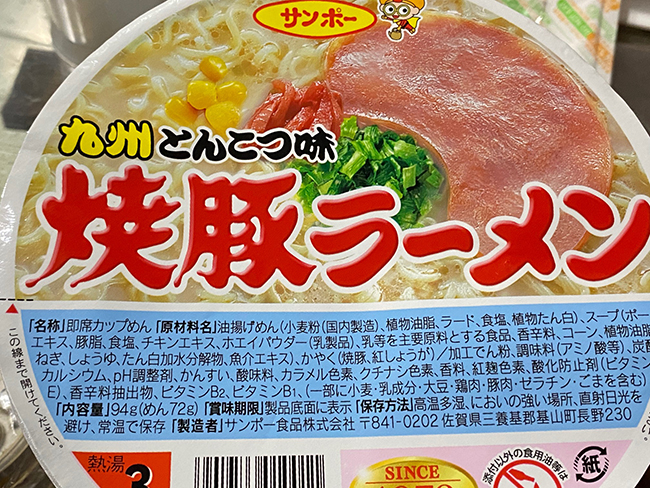 サンポー
九州とんこつ味
焼豚ラーメン
「名称」即席カップめん「原材料名」油揚げめん(小麦粉(国内製造)、植物油脂、ラード、食塩、植物たん白)、スープ(ポー
エキス、豚脂、食塩、チキンエキス、ホエイパウダー(乳製品)、乳等を主要原料とする食品、香辛料、コーン、植物油脂
ねぎ、しょうゆ、たん白加水分解物、魚介エキス)、かやく(焼豚、紅しょうが)/加工でん粉、調味料(アミノ酸等)、炭酸
カルシウム、pH調整剤、かんすい、酸味料、カラメル色素、クチナシ色素、香料、紅麹色素、酸化防止剤(ビタミ
E)、香辛料抽出物、ビタミンB₂、ビタミンB₁、(一部に小麦・乳成分・大豆・鶏肉・豚肉・ゼラチン・ごまを含む)
「内容量」94g(めん72g)「賞味期限」製品底面に表示「保存方法」高温多湿、においの強い場所、直射日光を
避け、常温で保存「製造者」サンポー食品株式会社 〒841-0202 佐賀県三養基郡基山町長野230
この線まで開けてください。
熱湯3
SINCE
添付以外の食用油等は
紙